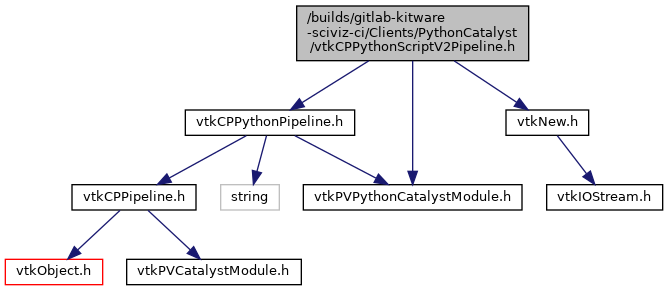 /builds/gitlab-kitware
-sciviz-ci/Clients/PythonCatalyst
/vtkCPPythonScriptV2Pipeline.h
vtkCPPythonPipeline.h
vtkNew.h
vtkCPPipeline.h
string
vtkPVPythonCatalystModule.h
vtkIOStream.h
vtkObject.h
vtkPVCatalystModule.h